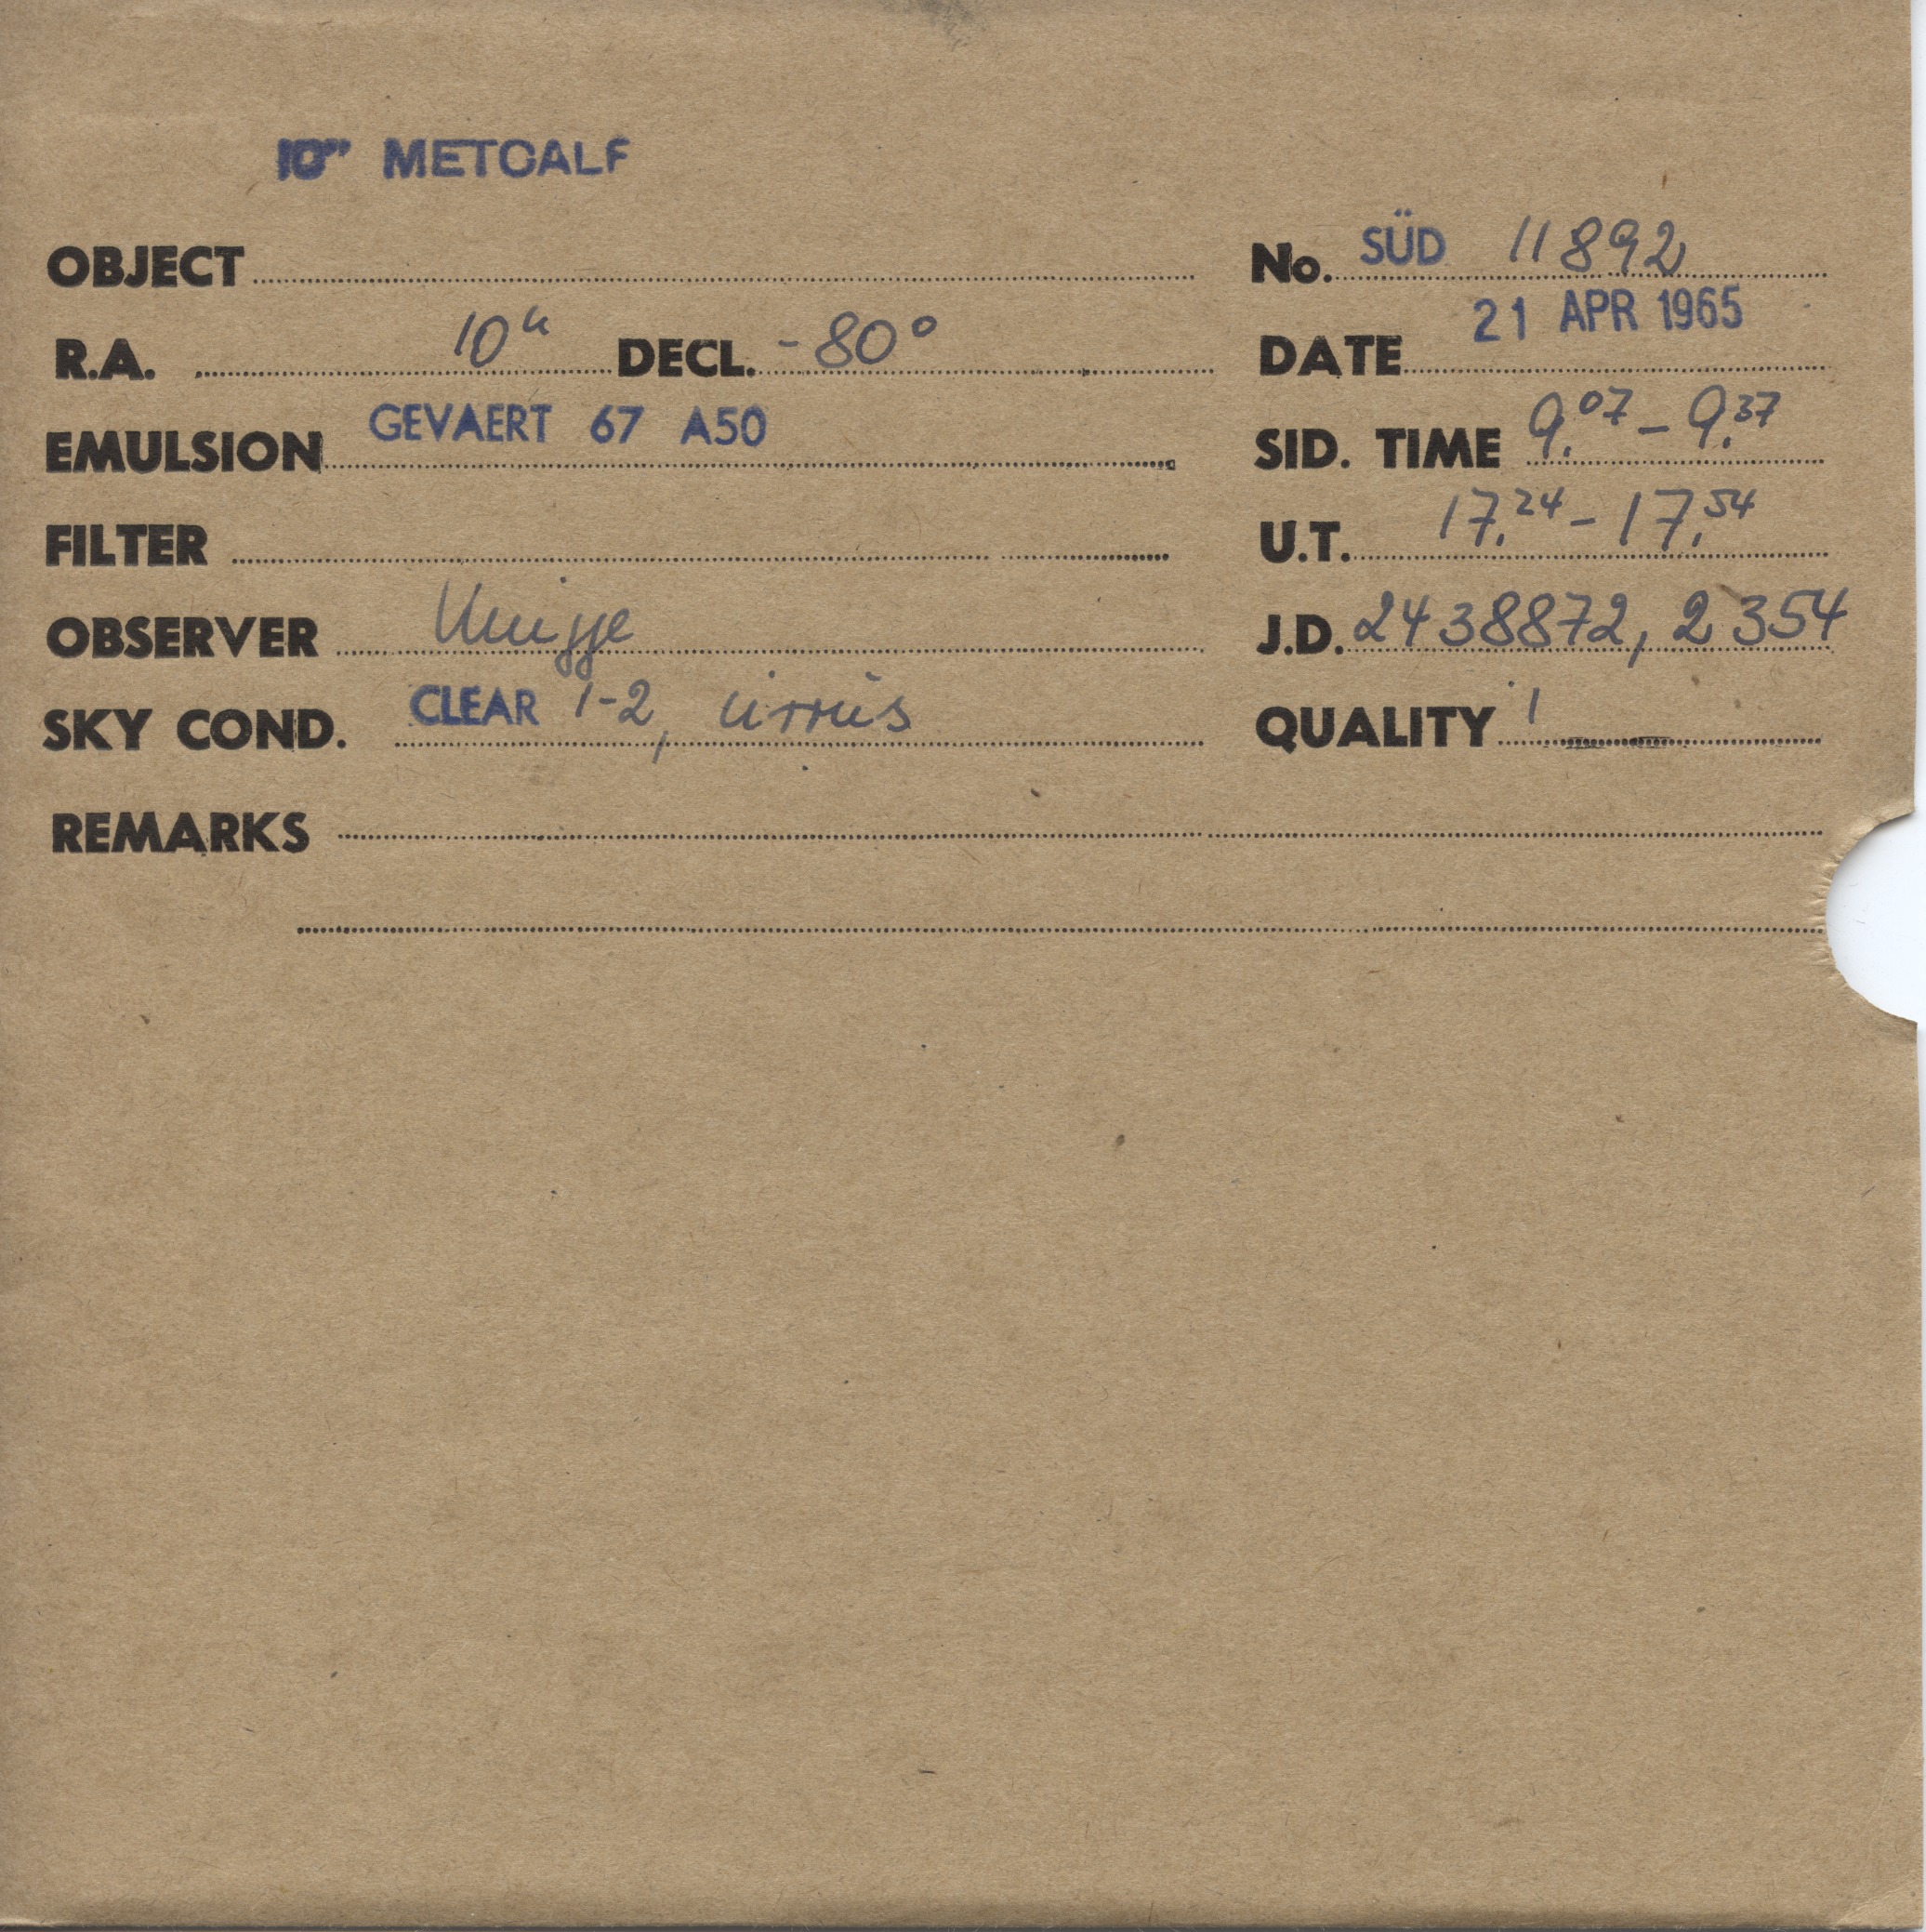 10" METCALF
OBJECT
No. SÜD 11892
R.A. 10h DECL. -80°
DATE 21 APR 1965
EMULSION GEVAERT 67 A50
SID. TIME 9.07 - 9.37
FILTER
U.T. 17.24 - 17.54
OBSERVER
J.D. 2438872,2354
SKY COND. CLEAR 1-2, cirrus
QUALITY 1
REMARKS